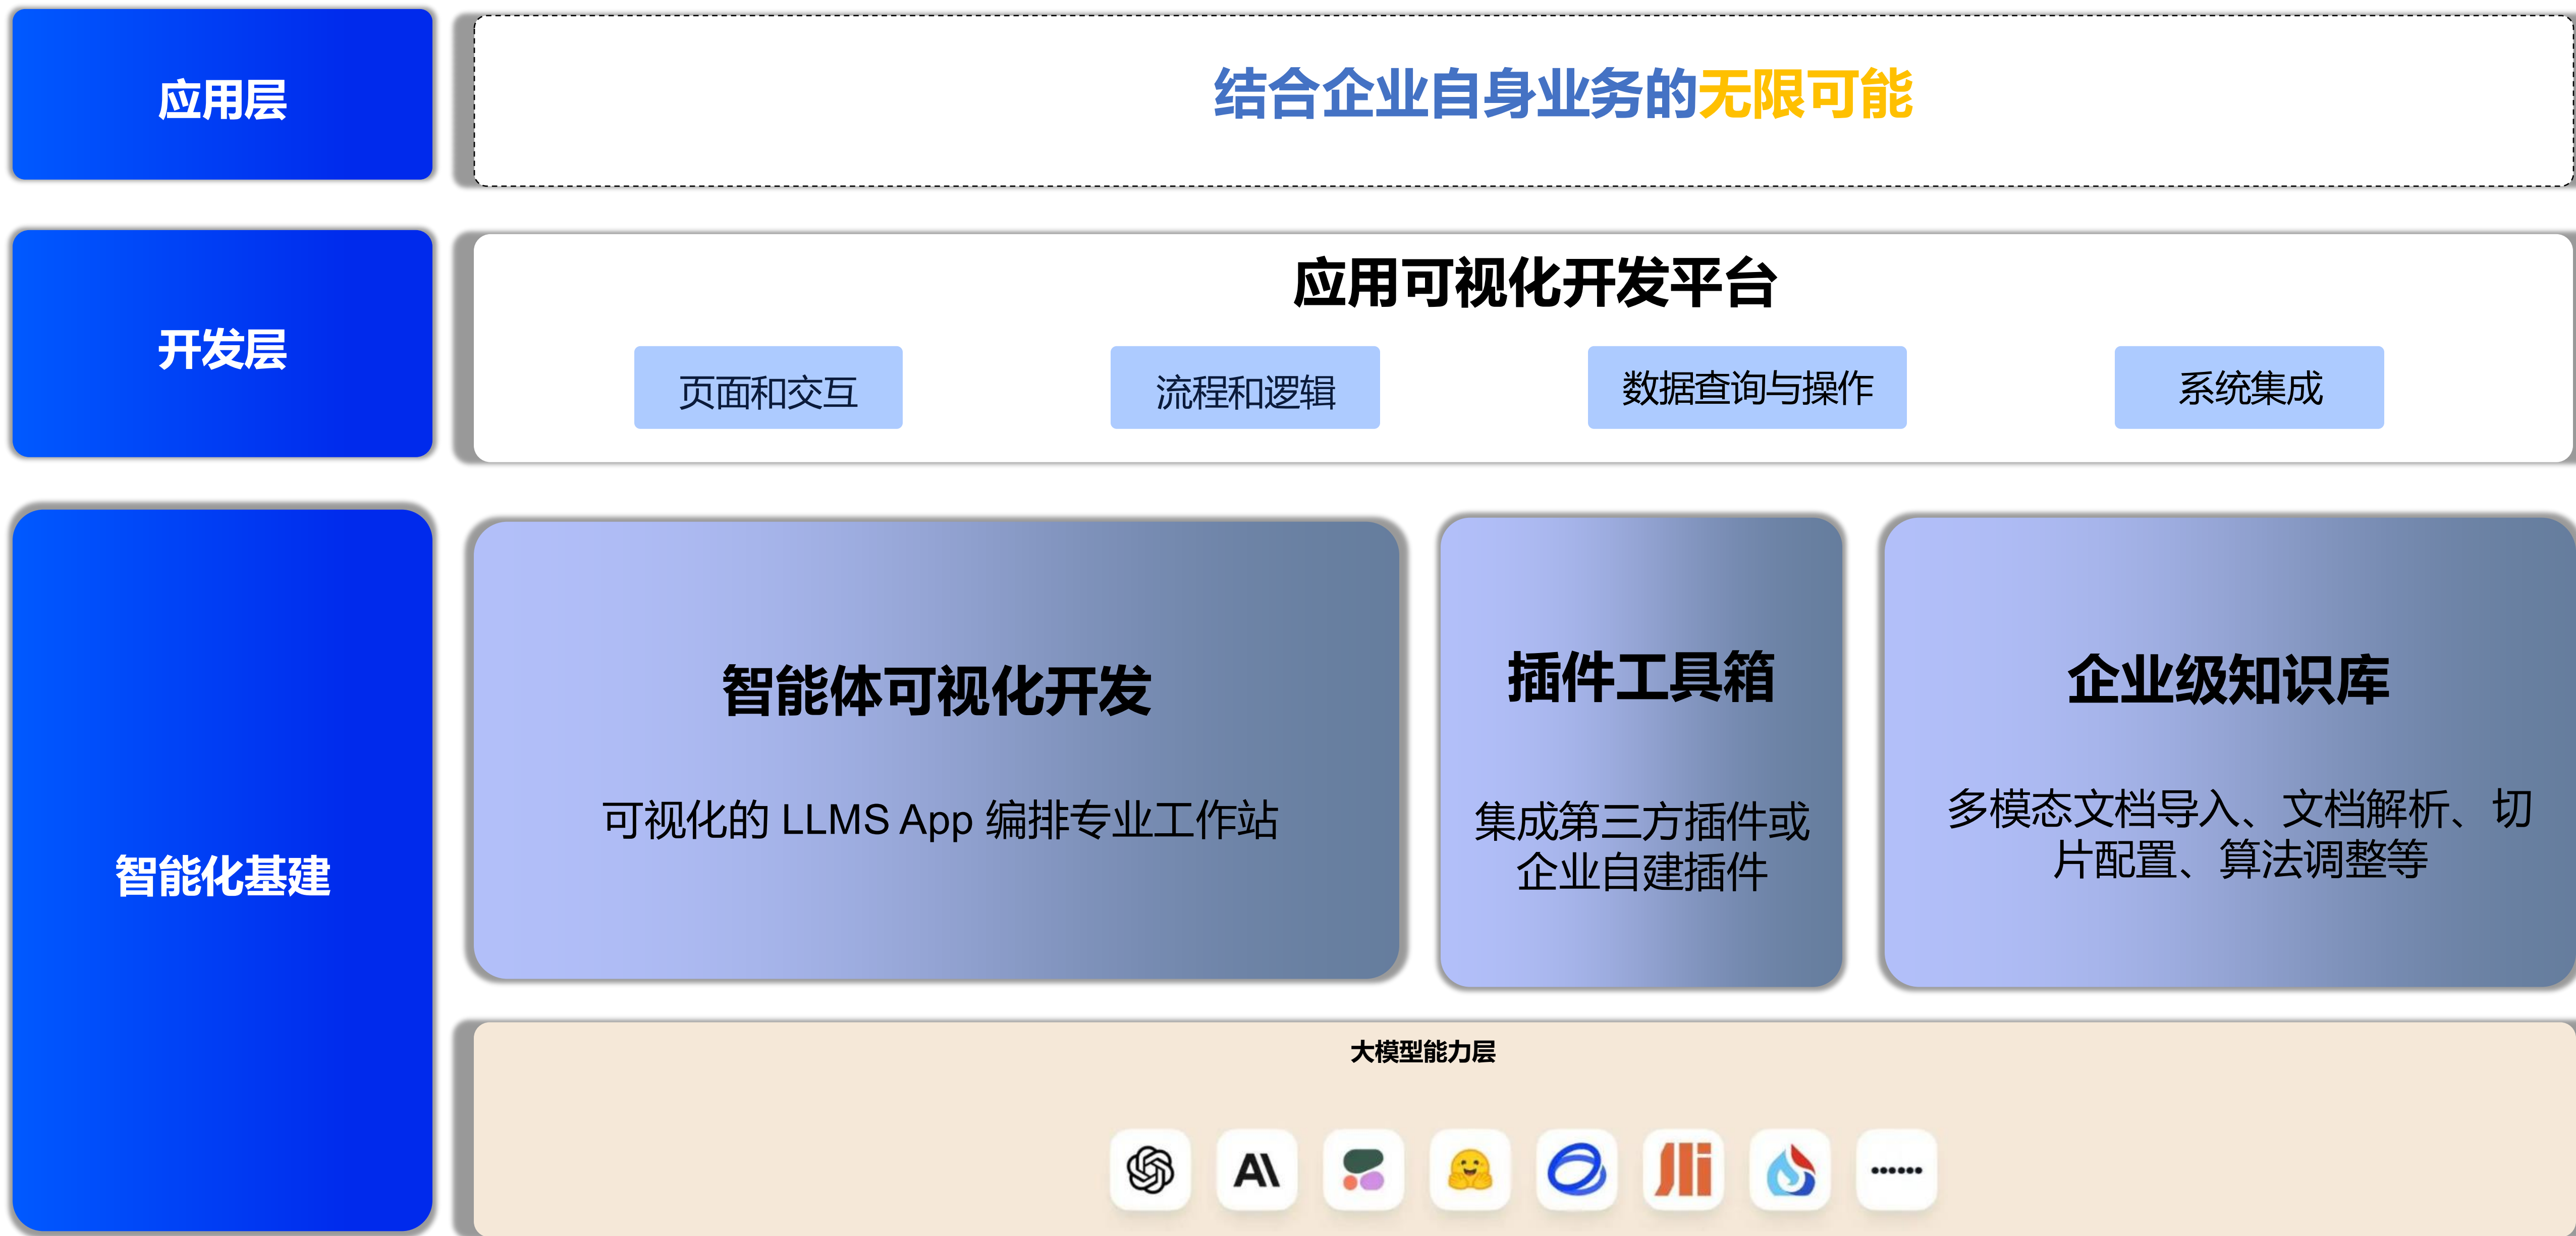 应用层
结合企业自身业务的无限可能
开发层
应用可视化开发平台
页面和交互
流程和逻辑
数据查询与操作
系统集成
智能化基建
智能体可视化开发
可视化的 LLMS App 编排专业工作站
插件工具箱
集成第三方插件或
企业自建插件
企业级知识库
多模态文档导入、文档解析、切
片配置、算法调整等
大模型能力层